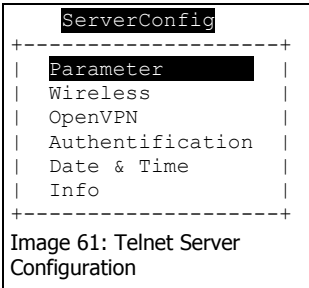 ServerConfig
+--------------------+
| Parameter |
| Wireless |
| OpenVPN |
| Authentification |
| Date & Time |
| Info |
+--------------------+
Image 61: Telnet Server
Configuration